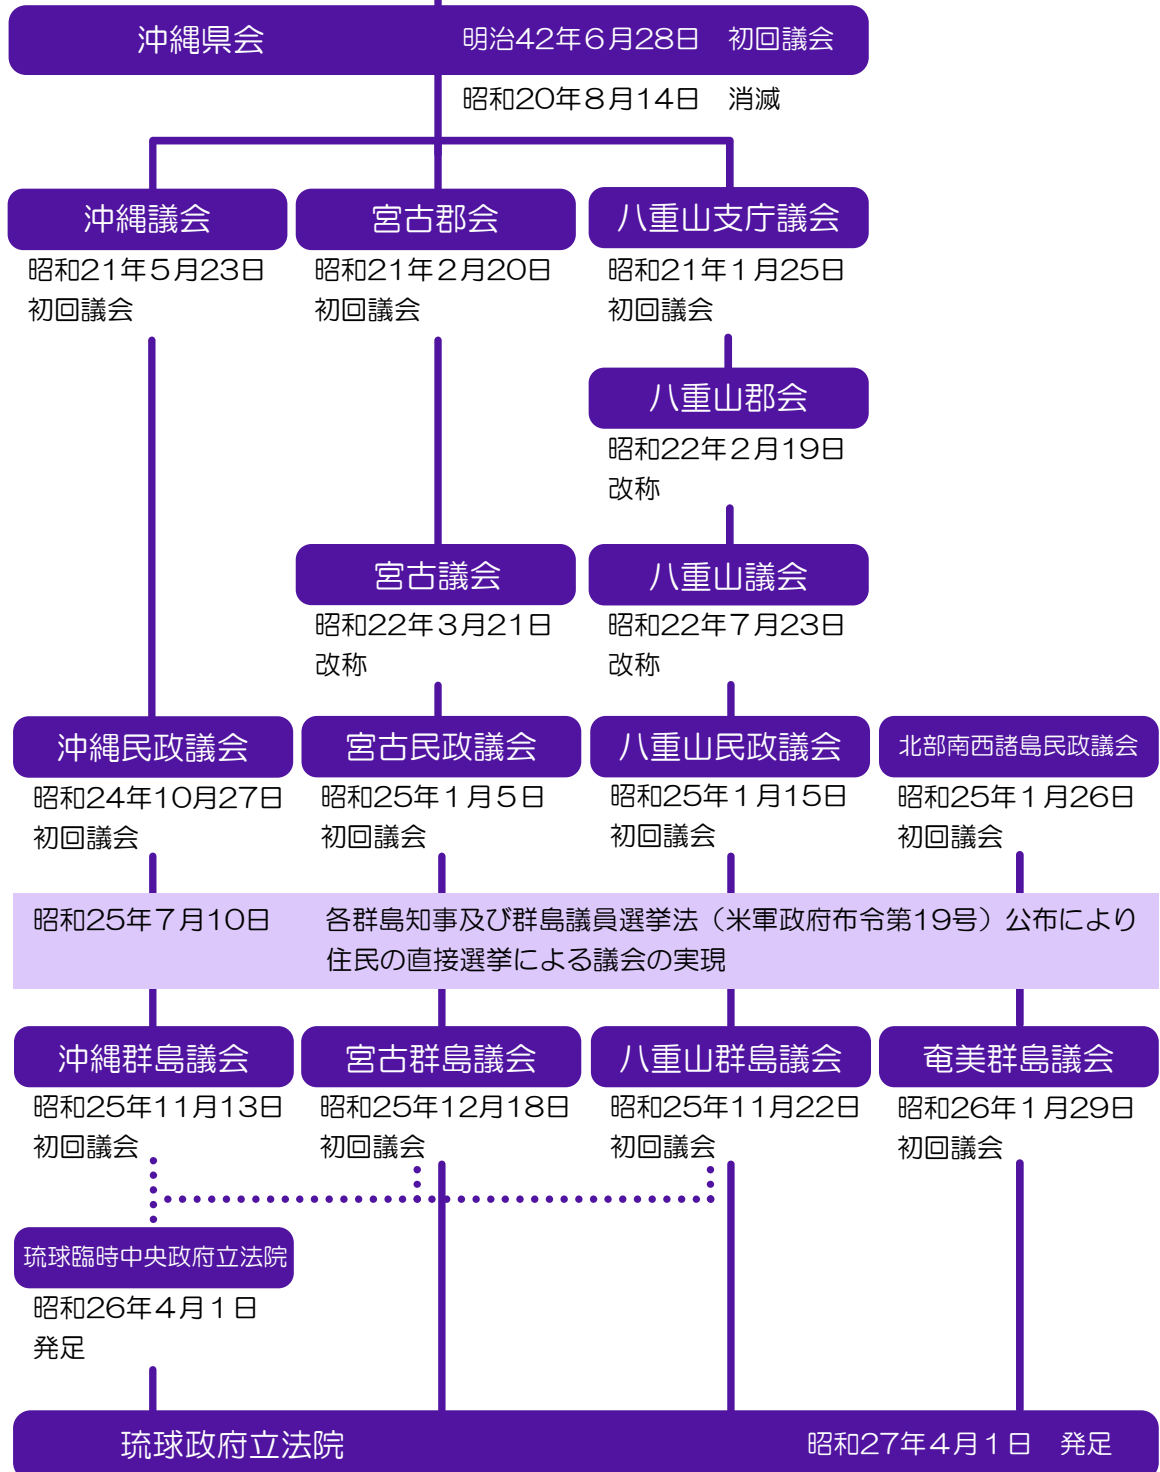 沖縄県会　明治42年6月28日　初回議会
昭和20年8月14日　消滅
沖縄議会
昭和21年5月23日
初回議会
宮古郡会
昭和21年2月20日
初回議会
八重山支庁議会
昭和21年1月25日
初回議会
八重山郡会
昭和22年2月19日
改称
宮古議会
昭和22年3月21日
改称
八重山議会
昭和22年7月23日
改称
沖縄民政議会
昭和24年10月27日
初回議会
宮古民政議会
昭和25年1月5日
初回議会
八重山民政議会
昭和25年1月15日
初回議会
北部南西諸島民政議会
昭和25年1月26日
初回議会
昭和25年7月10日　各群島知事及び群島議員選挙法（米軍政府布令第19号）公布により
住民の直接選挙による議会の実現
沖縄群島議会
昭和25年11月13日
初回議会
宮古群島議会
昭和25年12月18日
初回議会
八重山群島議会
昭和25年11月22日
初回議会
奄美群島議会
昭和26年1月29日
初回議会
琉球臨時中央政府立法院
昭和26年4月1日
発足
琉球政府立法院　昭和27年4月1日　発足